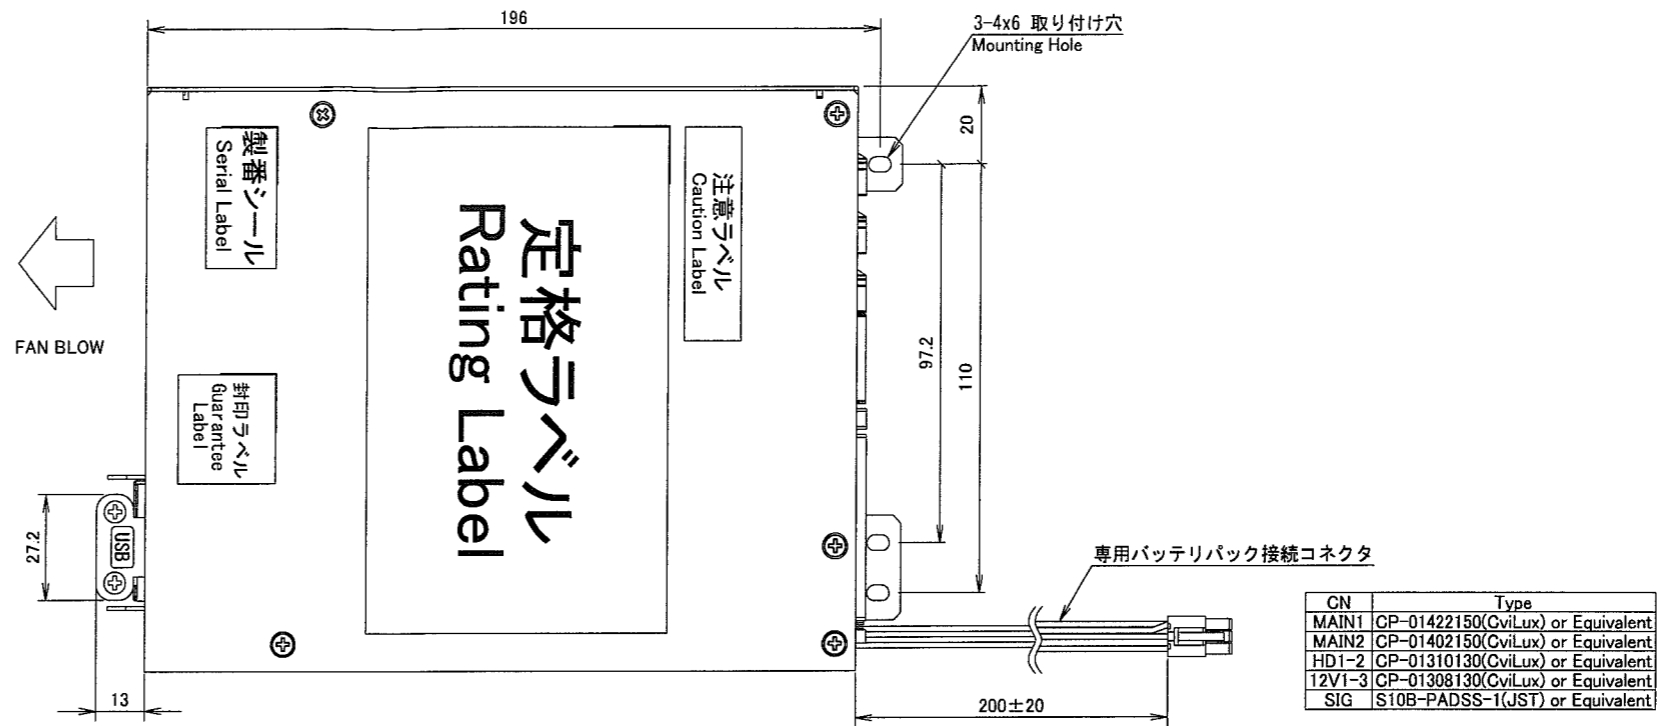 196
3-4x6 取り付け穴
Mounting Hole
20
製番シール
Serial Label
定格ラベル
Rating Label
注意ラベル
Caution Label
FAN BLOW
97.2
110
封印ラベル
Guarantee
Label
27.2
USB
専用バッテリパック接続コネクタ
13
200±20
CN Type
MAIN1 CP-01422150(CviLux) or Equivalent
MAIN2 CP-01402150(CviLux) or Equivalent
HD1-2 CP-01310130(CviLux) or Equivalent
12V1-3 CP-01308130(CviLux) or Equivalent
SIG S10B-PADSS-1(JST) or Equivalent